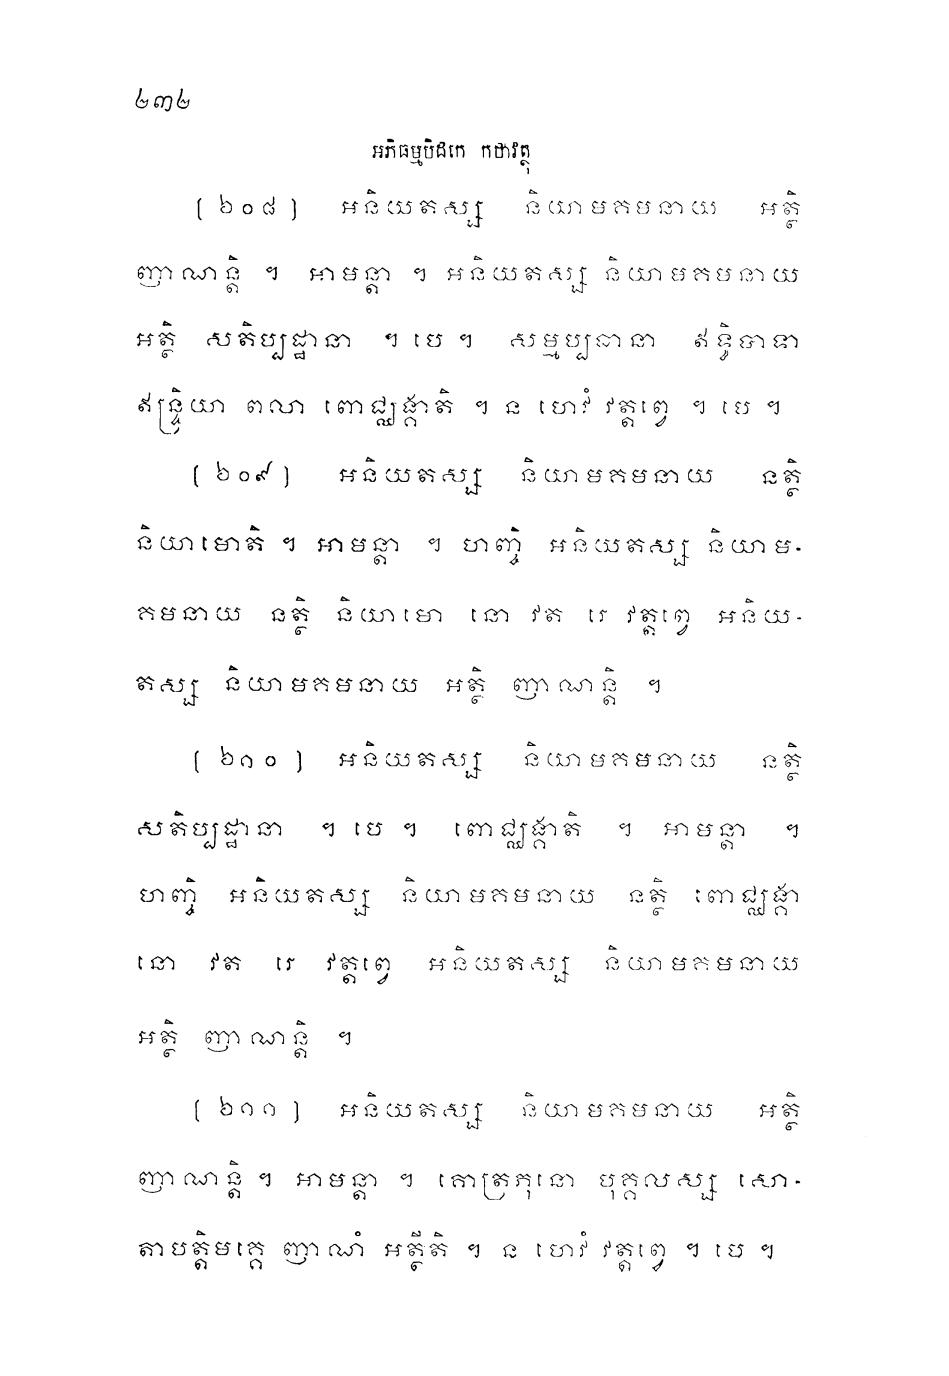 ២៣២
អភិធម្មបិដកេ កថាវត្ថុ
[ ៦០៨ ] អនិយតស្ស និយាមគមនាយ អត្ថិ
ញាណន្តិ ។ អាមន្តា ។ អនិយតស្ស និយាមគមនាយ
អត្ថិ សតិប្បដ្ឋានា ។ បេ ។ សម្មប្បធានា ឥទ្ធិបាទា
ឥន្ទ្រិយា ពលា ពោជ្ឈង្គាតិ ។ ន ហេវំ វត្តព្វេ ។ បេ ។
[ ៦០៩ ] អនិយតស្ស និយាមគមនាយ នត្ថិ
និយាមោតិ ។ អាមន្តា ។ ហញ្ចិ អនិយតស្ស និយាម-
គមនាយ នត្ថិ និយាមោ នោ វត រេ វត្តព្វេ អនិយ-
តស្ស និយាមគមនាយ អត្ថិ ញាណន្តិ ។
[ ៦១០ ] អនិយតស្ស និយាមគមនាយ នត្ថិ
សតិប្បដ្ឋានា ។ បេ ។ ពោជ្ឈង្គាតិ ។ អាមន្តា ។
ហញ្ចិ អនិយតស្ស និយាមគមនាយ នត្ថិ ពោជ្ឈង្គា
នោ វត រេ វត្តព្វេ អនិយតស្ស និយាមគមនាយ
អត្ថិ ញាណន្តិ ។
[ ៦១១ ] អនិយតស្ស និយាមគមនាយ អត្ថិ
ញាណន្តិ ។ អាមន្តា ។ គោត្រភុនោ បុគ្គលស្ស សោ-
តាបត្តិមគ្គេ ញាណំ អត្ថីតិ ។ ន ហេវំ វត្តព្វេ ។ បេ ។